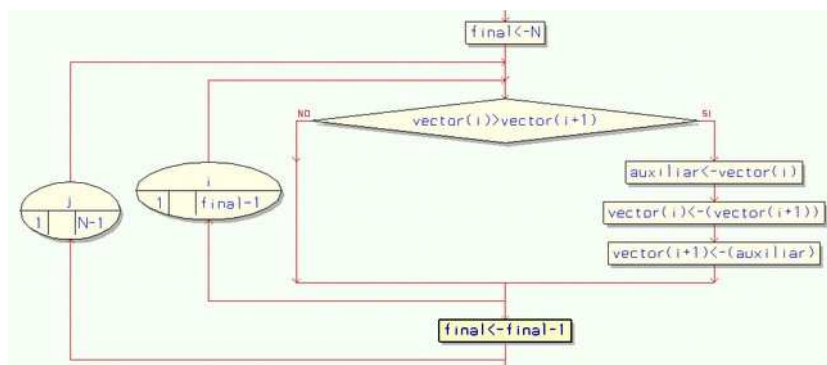 final<-N
NO
vector(i)>vector(i+1)
SI
auxiliar<-vector(i)
i
1 final-1
j
1 N-1
vector(i)<-(vector(i+1))
vector(i+1)<-(auxiliar)
final<-final-1